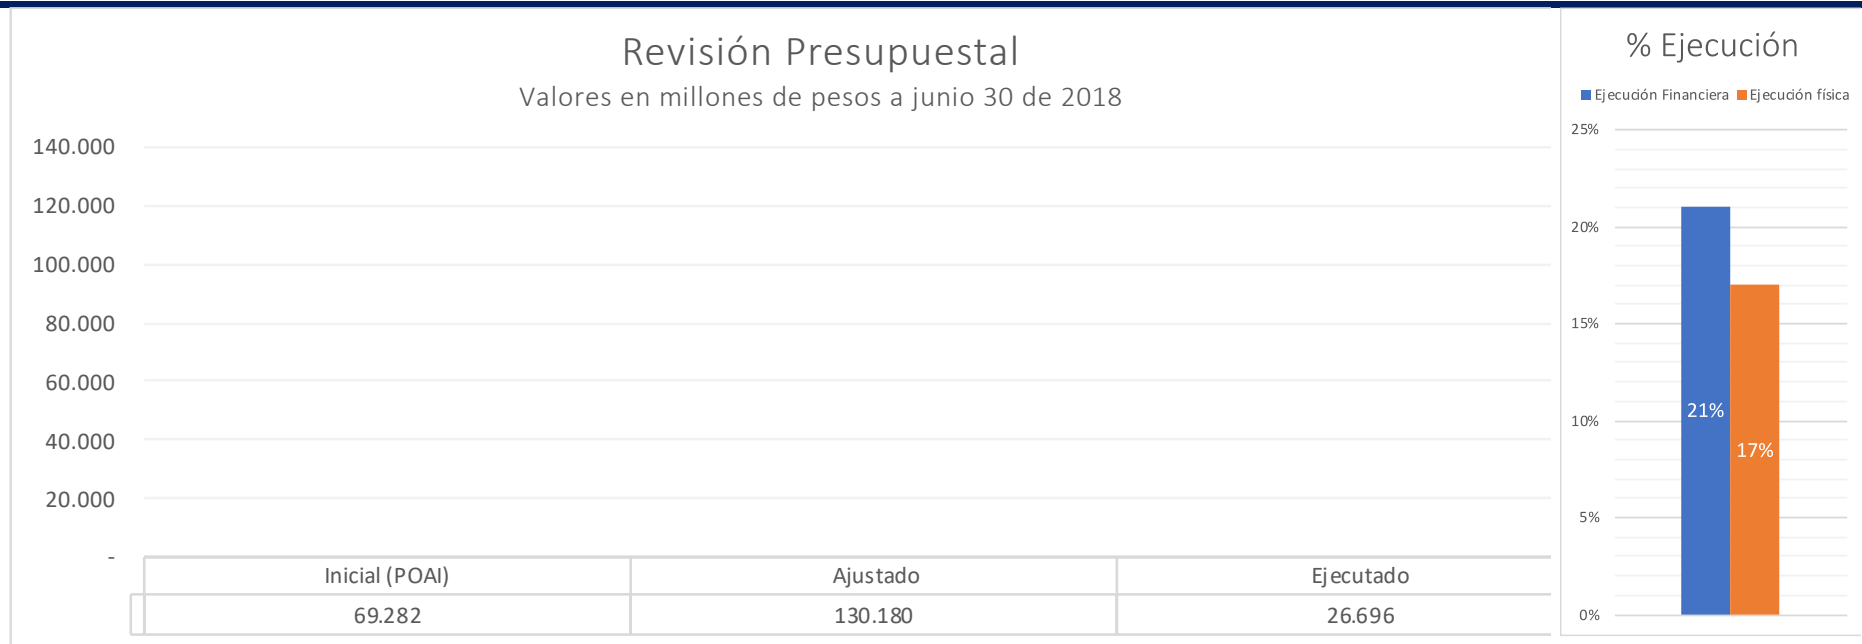 Revisión Presupuestal
Valores en millones de pesos a junio 30 de 2018
140.000
120.000
100.000
80.000
60.000
40.000
20.000
-
Inicial (POAI) Ajustado Ejecutado
69.282 130.180 26.696
% Ejecución
Ejecución Financiera Ejecución física
25%
20%
15%
10%
5%
0%
21%
17%